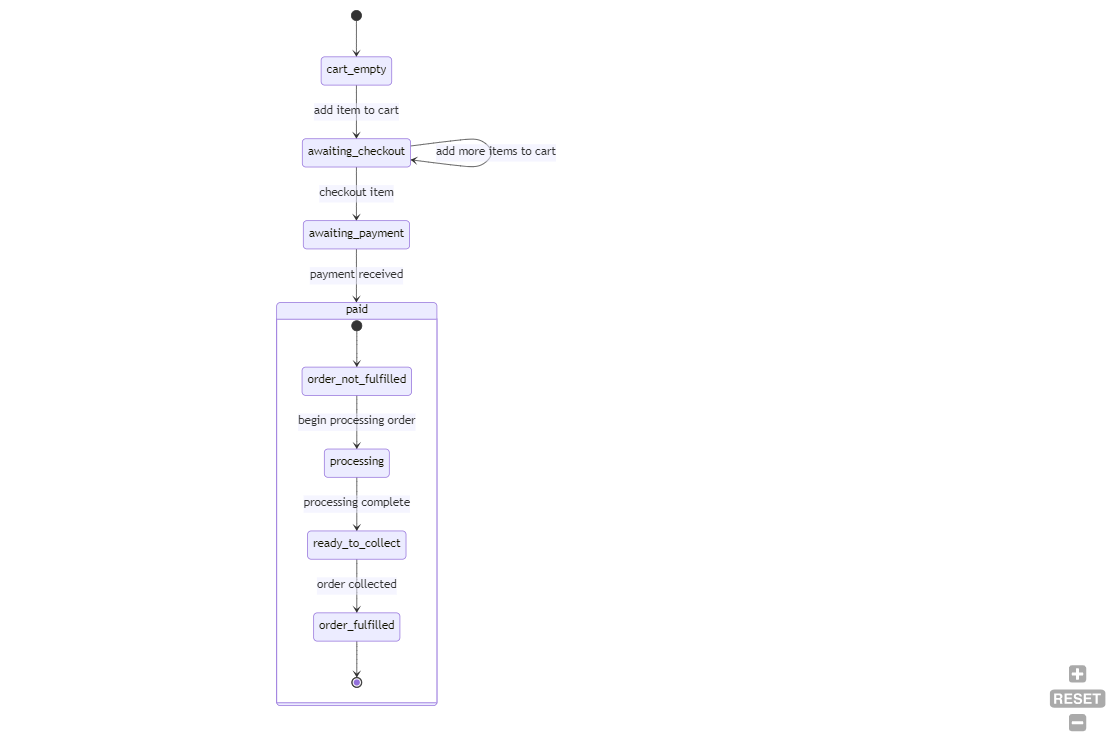 cart_empty
add item to cart
awaiting_checkout
add more items to cart
checkout item
awaiting_payment
payment received
paid
order_not_fulfilled
begin processing order
processing
processing complete
ready_to_collect
order collected
order_fulfilled
RESET